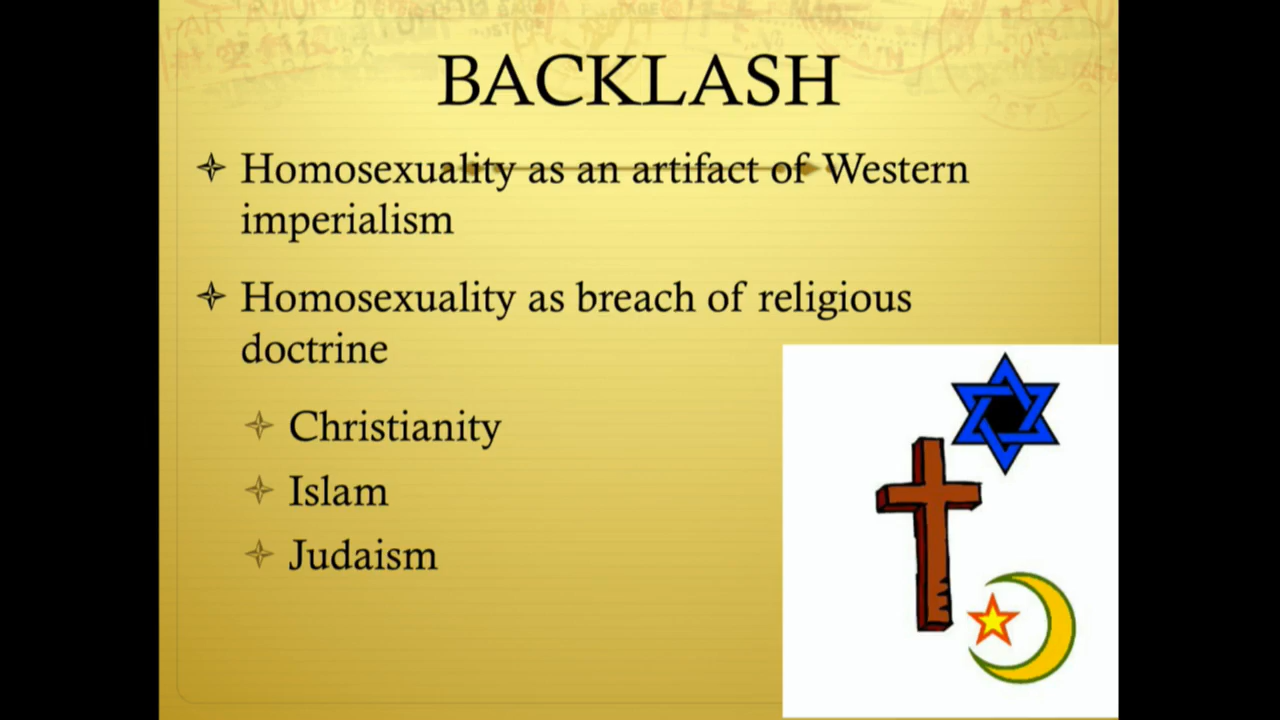 BACKLASH
Homosexuality as an artifact of Western
imperialism
Homosexuality as breach of religious
doctrine
Christianity
Islam
Judaism